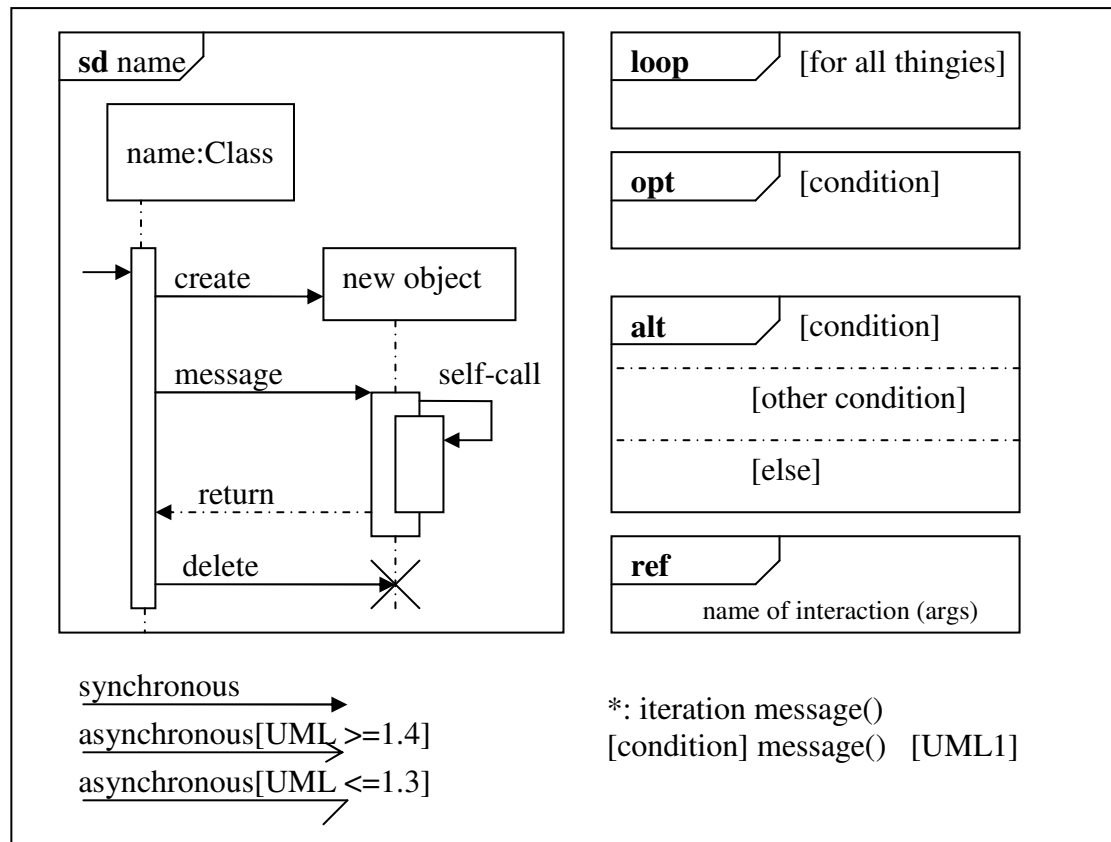 sd name
name:Class
create
new object
message
self-call
return
delete
loop [for all thingies]
opt [condition]
alt [condition]
[other condition]
[else]
ref
name of interaction (args)
synchronous
asynchronous[UML >=1.4]
asynchronous[UML <=1.3]
*: iteration message()
[condition] message() [UML1]